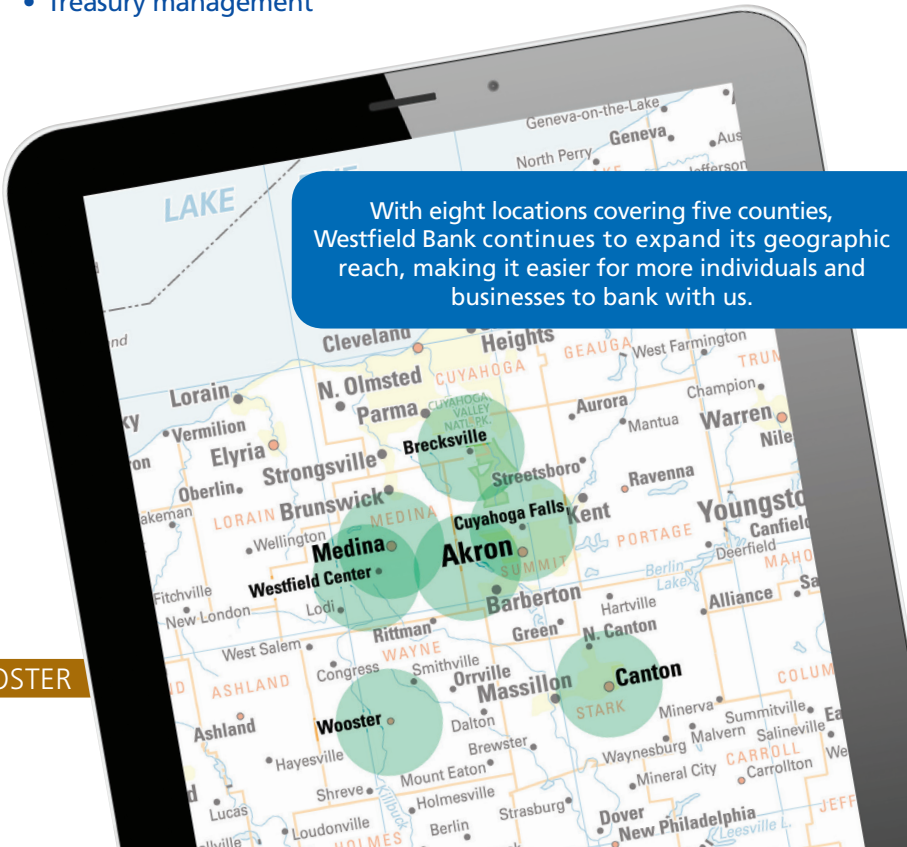 • Treasury management
Geneva-on-the-Lake
Geneva
North Perry
LAKE
With eight locations covering five counties,
Westfield Bank continues to expand its geographic
reach, making it easier for more individuals and
businesses to bank with us.
Cleveland
Heights
GEAUGA
West Farmington
N. Olmsted
CUYAHOGA
Lorain
Champion
Parma
CUYAHOGA
VALLEY
NATL. PK.
Aurora
Mantua
Warren
Vermilion
Brecksville
Elyria
Strongsville
Streetsboro
Ravenna
Oberlin
Brunswick
LORAIN
MEDINA
Cuyahoga Falls
Kent
Wellington
PORTAGE
Canfield
Medina
Akron
SUMMIT
Deerfield
Berlin
Lake
Westfield Center
Fitchville
Lodi
Barberton
Hartville
Alliance
New London
Rittman
Green
N. Canton
West Salem
WAYNE
Congress
Smithville
Orrville
Massillon
Canton
ASHLAND
STARK
Wooster
Dalton
Minerva
Summitville
Ashland
Malvern
Salineville
Brewster
Waynesburg
CARROLL
Hayesville
Mount Eaton
Mineral City
Carrollton
Shreve
Killbuck
Holmesville
Strasburg
Lucas
Dover
New Philadelphia
Loudonville
Berlin
Leesville L.
HOLMES